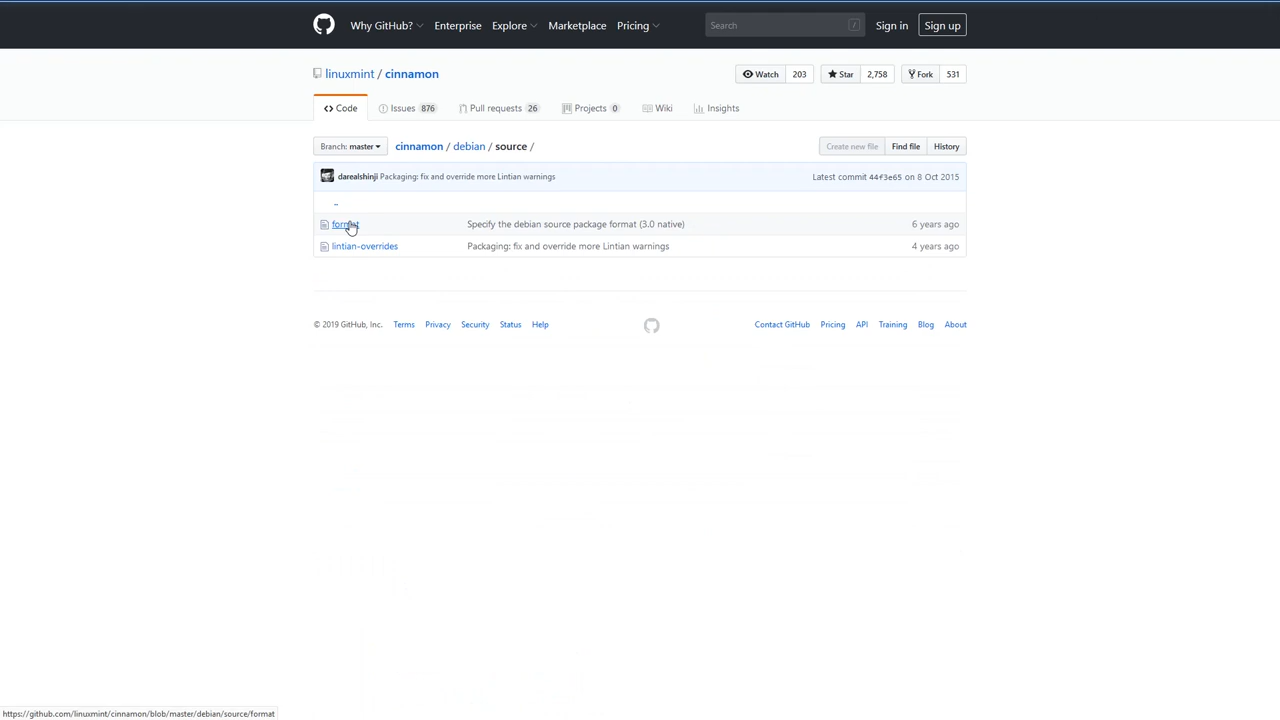 Why GitHub? Enterprise Explore Marketplace Pricing Search / Sign in Sign up
linuxmint / cinnamon Watch 203 Star 2,758 Fork 531
<> Code Issues 876 Pull requests 26 Projects 0 Wiki Insights
Branch: master cinnamon / debian / source / Create new file Find file History
darealshinji Packaging: fix and override more Lintian warnings Latest commit 44f3e65 on 8 Oct 2015
..
format Specify the debian source package format (3.0 native) 6 years ago
lintian-overrides Packaging: fix and override more Lintian warnings 4 years ago
© 2019 GitHub, Inc. Terms Privacy Security Status Help Contact GitHub Pricing API Training Blog About
https://github.com/linuxmint/cinnamon/blob/master/debian/source/format